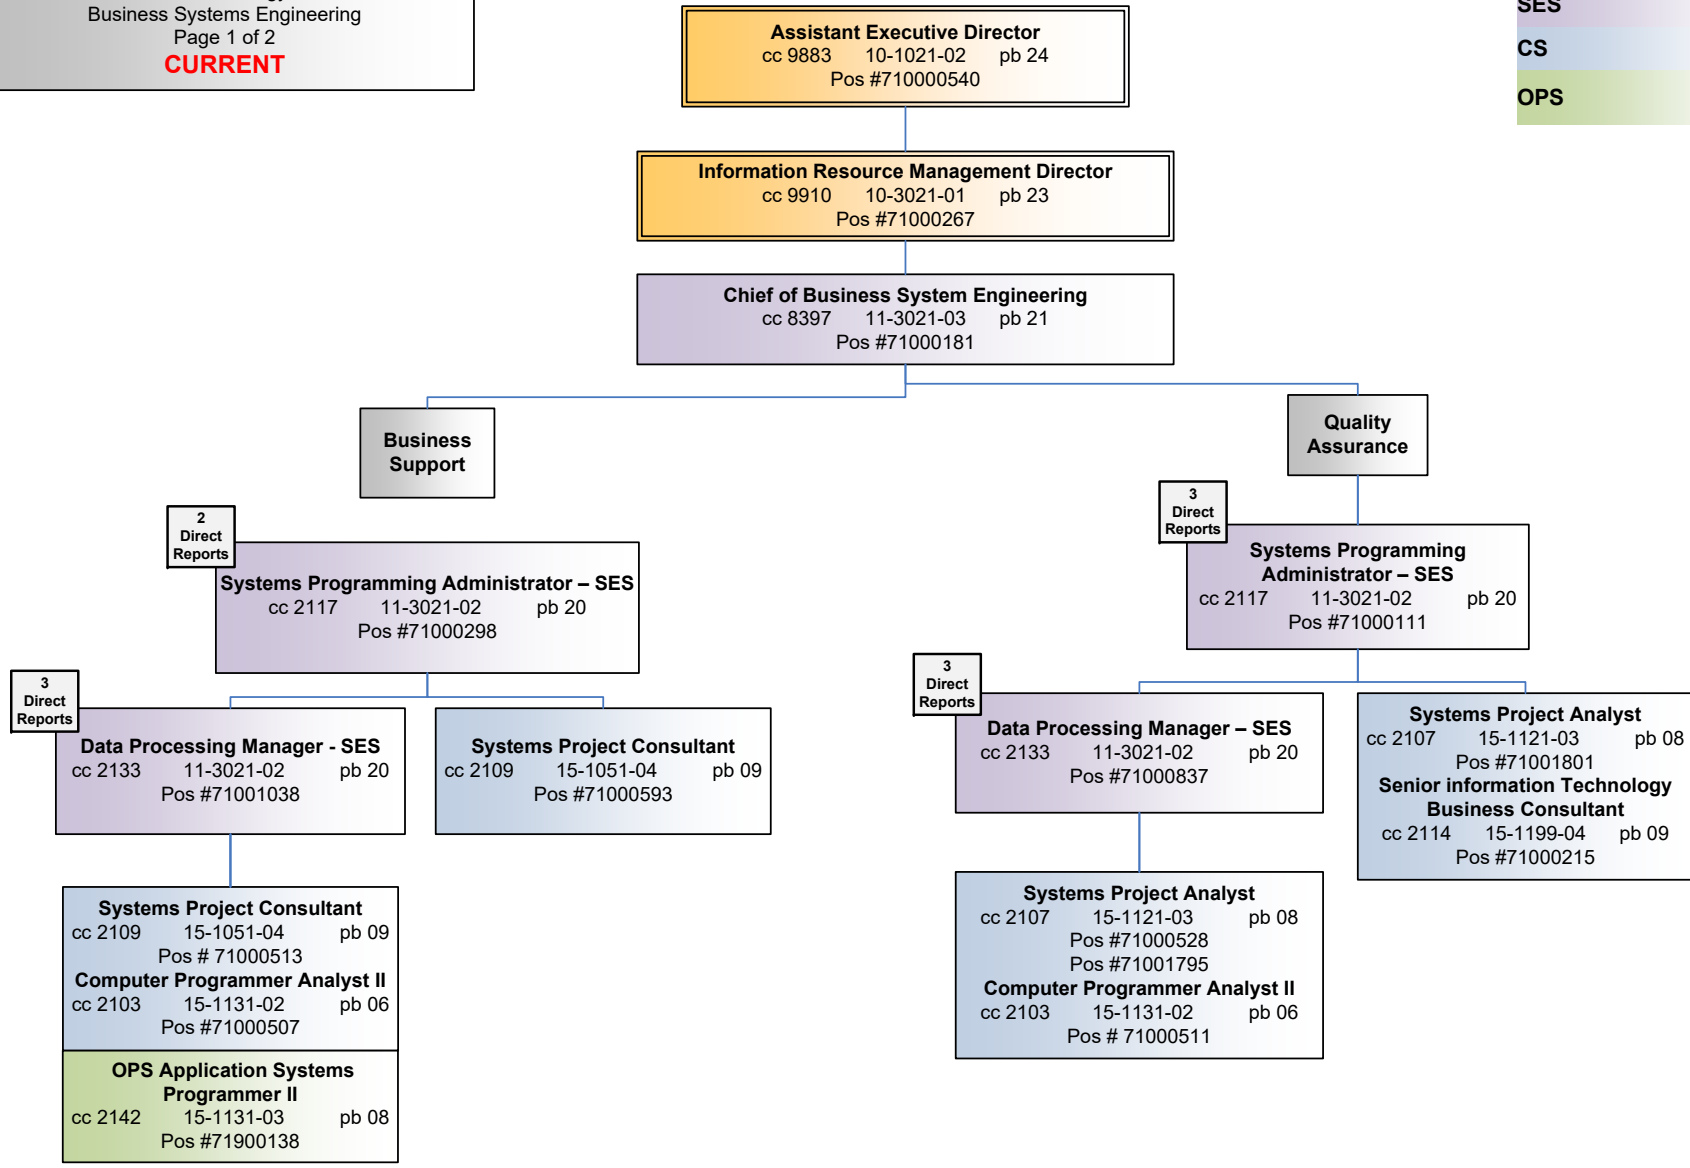 Business Systems Engineering
Page 1 of 2
CURRENT
SES
CS
OPS
Assistant Executive Director
cc 9883 10-1021-02 pb 24
Pos #710000540
Information Resource Management Director
cc 9910 10-3021-01 pb 23
Pos #71000267
Chief of Business System Engineering
cc 8397 11-3021-03 pb 21
Pos #71000181
Business
Support
2
Direct
Reports
Systems Programming Administrator – SES
cc 2117 11-3021-02 pb 20
Pos #71000298
3
Direct
Reports
Data Processing Manager - SES
cc 2133 11-3021-02 pb 20
Pos #71001038
Systems Project Consultant
cc 2109 15-1051-04 pb 09
Pos #71000593
Systems Project Consultant
cc 2109 15-1051-04 pb 09
Pos # 71000513
Computer Programmer Analyst II
cc 2103 15-1131-02 pb 06
Pos #71000507
OPS Application Systems
Programmer II
cc 2142 15-1131-03 pb 08
Pos #71900138
Quality
Assurance
3
Direct
Reports
Systems Programming
Administrator – SES
cc 2117 11-3021-02 pb 20
Pos #71000111
3
Direct
Reports
Data Processing Manager – SES
cc 2133 11-3021-02 pb 20
Pos #71000837
Systems Project Analyst
cc 2107 15-1121-03 pb 08
Pos #71001801
Senior information Technology
Business Consultant
cc 2114 15-1199-04 pb 09
Pos #71000215
Systems Project Analyst
cc 2107 15-1121-03 pb 08
Pos #71000528
Pos #71001795
Computer Programmer Analyst II
cc 2103 15-1131-02 pb 06
Pos # 71000511